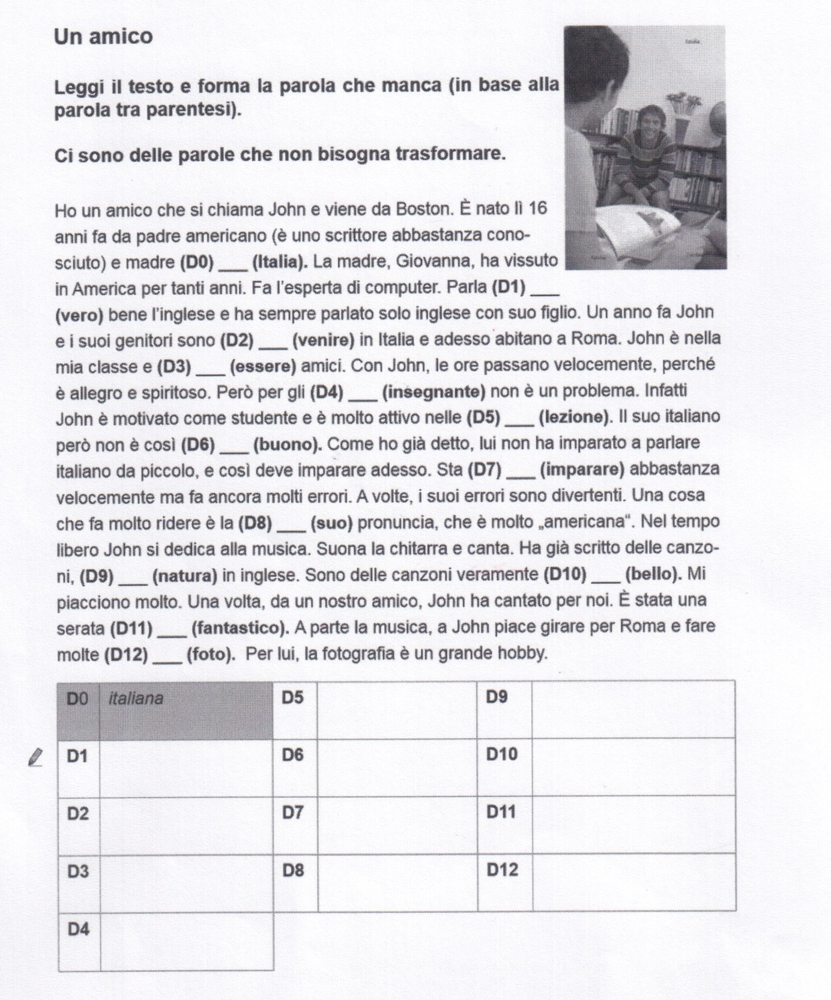 Un amico
Leggi il testo e forma la parola che manca (in base alla
parola tra parentesi).
Ci sono delle parole che non bisogna trasformare.
Ho un amico che si chiama John e viene da Boston. È nato lì 16
anni fa da padre americano (è uno scrittore abbastanza cono-
sciuto) e madre (D0) ____ (Italia). La madre, Giovanna, ha vissuto
in America per tanti anni. Fa l'esperta di computer. Parla (D1) ____
(vero) bene l'inglese e ha sempre parlato solo inglese con suo figlio. Un anno fa John
e i suoi genitori sono (D2) ____ (venire) in Italia e adesso abitano a Roma. John è nella
mia classe e (D3) ____ (essere) amici. Con John, le ore passano velocemente, perché
è allegro e spiritoso. Però per gli (D4) ____ (insegnante) non è un problema. Infatti
John è motivato come studente e è molto attivo nelle (D5) ____ (lezione). Il suo italiano
però non è così (D6) ____ (buono). Come ho già detto, lui non ha imparato a parlare
italiano da piccolo, e così deve imparare adesso. Sta (D7) ____ (imparare) abbastanza
velocemente ma fa ancora molti errori. A volte, i suoi errori sono divertenti. Una cosa
che fa molto ridere è la (D8) ____ (suo) pronuncia, che è molto „americana“. Nel tempo
libero John si dedica alla musica. Suona la chitarra e canta. Ha già scritto delle canzo-
ni, (D9) ____ (natura) in inglese. Sono delle canzoni veramente (D10) ____ (bello). Mi
piacciono molto. Una volta, da un nostro amico, John ha cantato per noi. È stata una
serata (D11) ____ (fantastico). A parte la musica, a John piace girare per Roma e fare
molte (D12) ____ (foto). Per lui, la fotografia è un grande hobby.
D0 italiana D5 D9
D1 D6 D10
D2 D7 D11
D3 D8 D12
D4